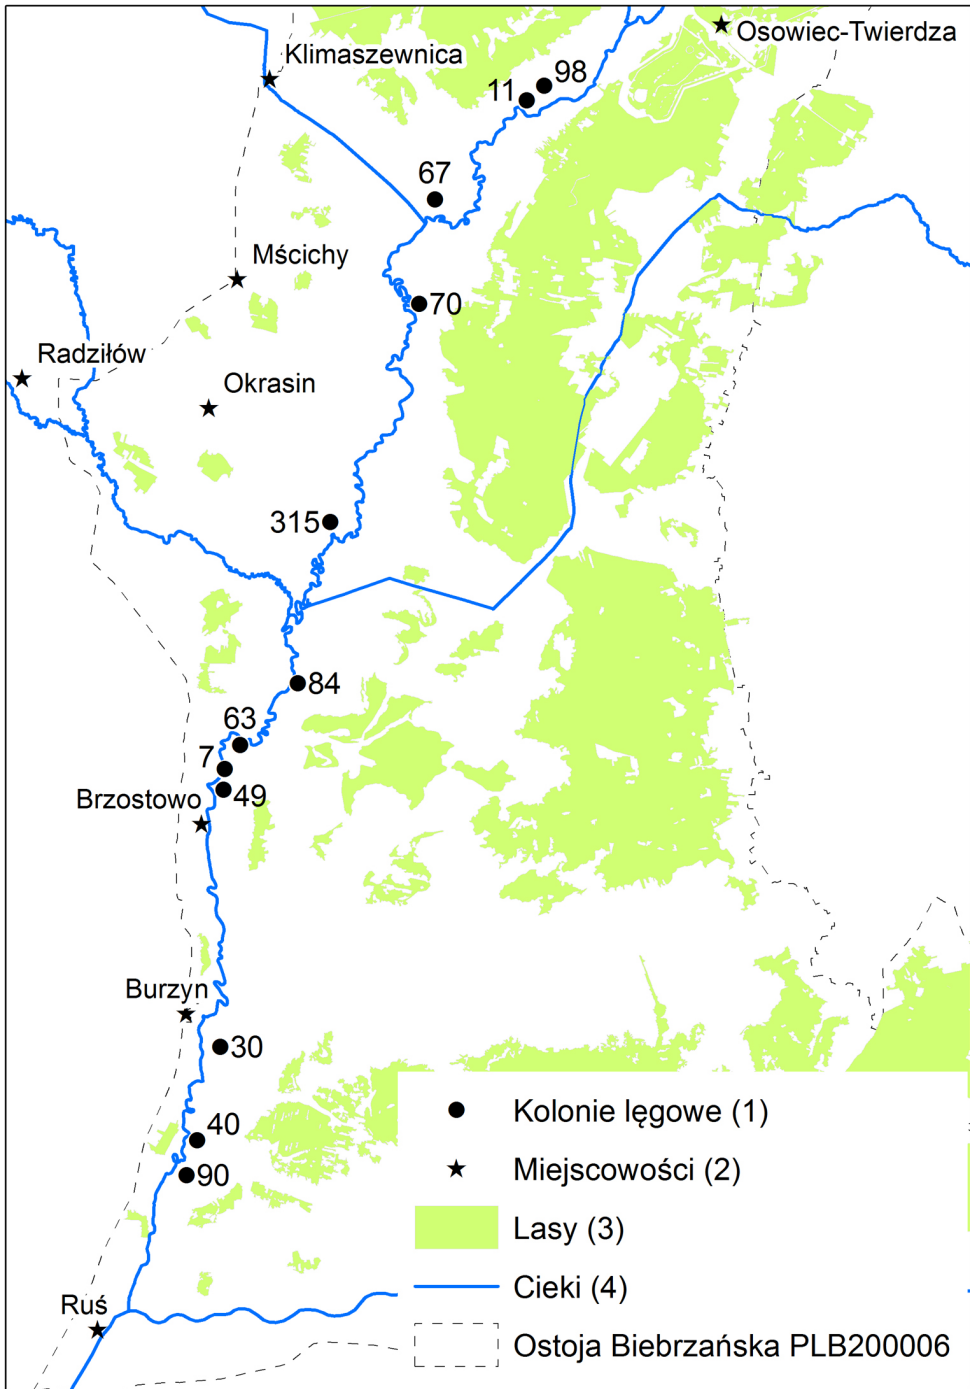 Osowiec-Twierdza
Klimaszewnica
98
11
67
Mścichy
70
Radziłów
Okrasin
315
84
63
7
49
Brzostowo
Burzyn
30
40
90
Ruś
Kolonie lęgowe (1)
Miejscowości (2)
Lasy (3)
Cieki (4)
Ostoja Biebrzańska PLB200006